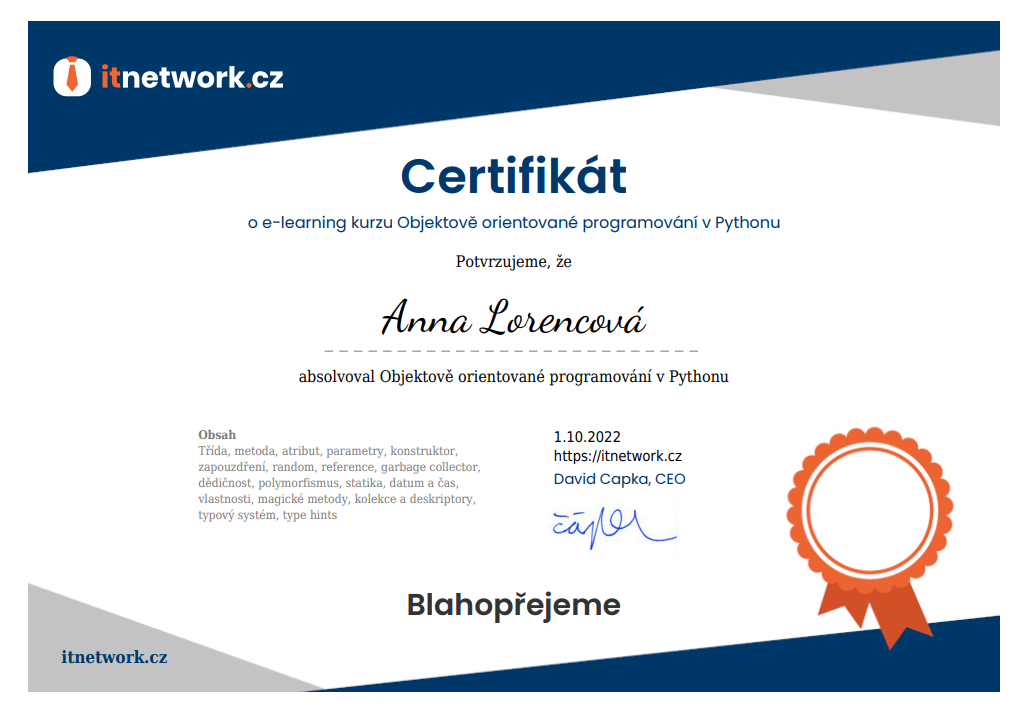 itnetwork.cz
Certifikát
o e-learning kurzu Objektově orientované programování v Pythonu
Potvrzujeme, že
Anna Lorencová
absolvoval Objektově orientované programování v Pythonu
Obsah
Třída, metoda, atribut, parametry, konstruktor,
zapouzdření, random, reference, garbage collector,
dědičnost, polymorfismus, statika, datum a čas,
vlastnosti, magické metody, kolekce a deskriptory,
typový systém, type hints
1.10.2022
https://itnetwork.cz
David Capka, CEO
Blahopřejeme
itnetwork.cz